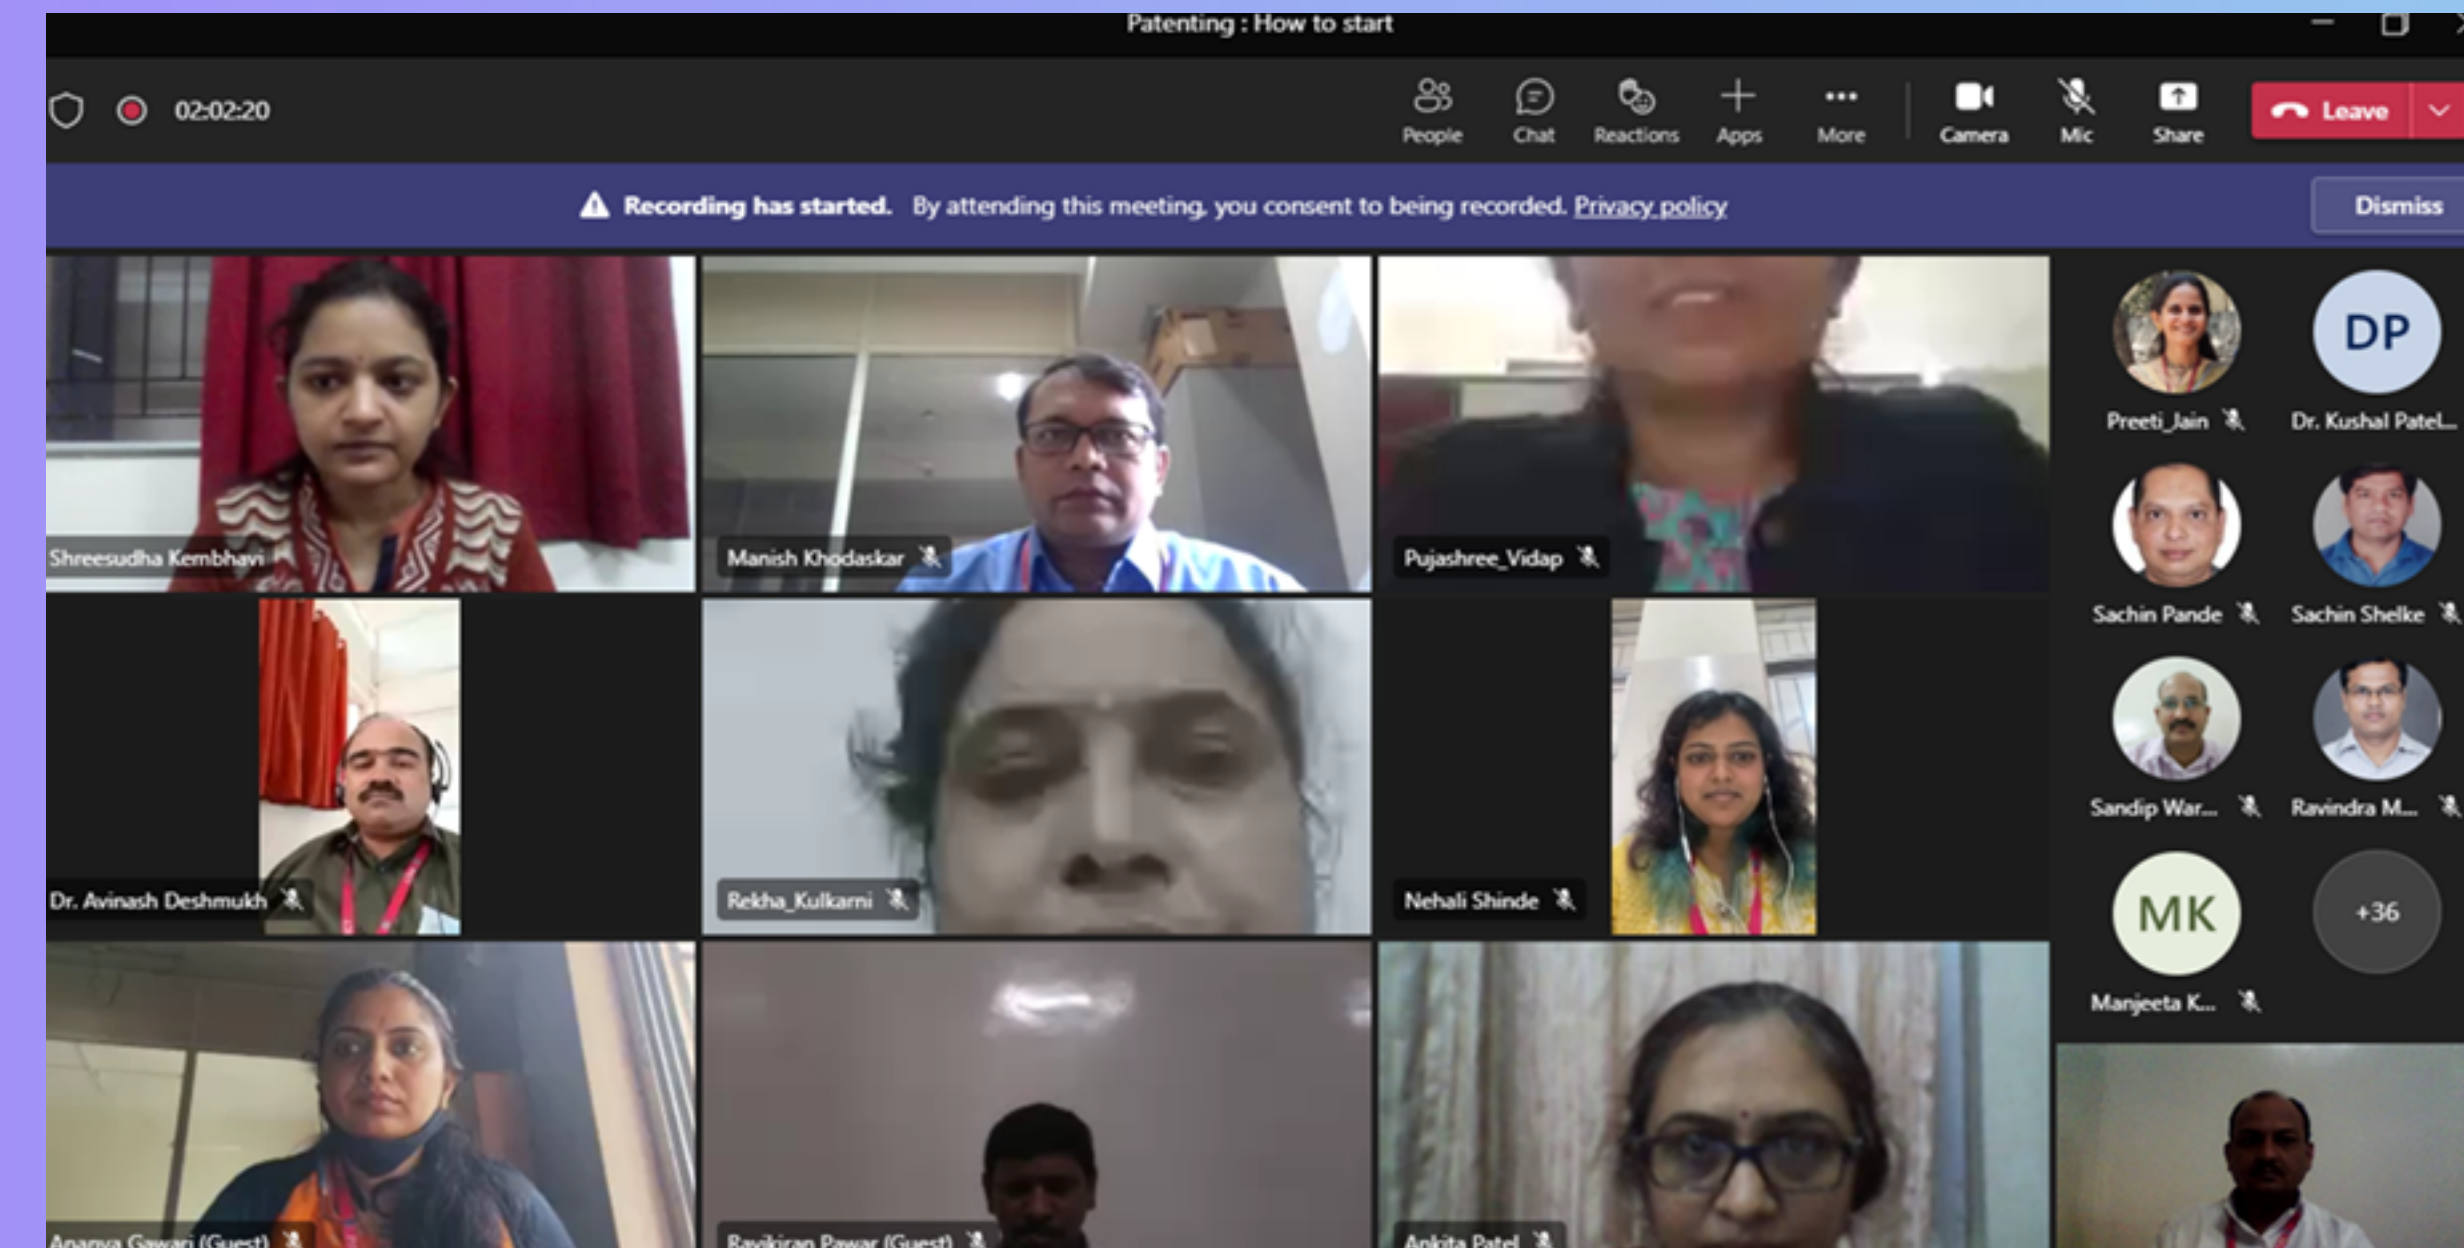 Patenting : How to start
02:02:20
People
Chat
Reactions
Apps
More
Camera
Mic
Share
Leave
Recording has started. By attending this meeting, you consent to being recorded. Privacy policy
Dismiss
Shreesudha Kembhavi
Manish Khodaskar
Pujashree_Vidap
DP
Preeti_Jain
Dr. Kushal Patel...
Sachin Pande
Sachin Shelke
Dr. Avinash Deshmukh
Rekha_Kulkarni
Nehali Shinde
Sandip War...
Ravindra M...
MK
+36
Manjeeta K...
Ananya Gawari (Guest)
Ravikiran Pawar (Guest)
Ankita Patel